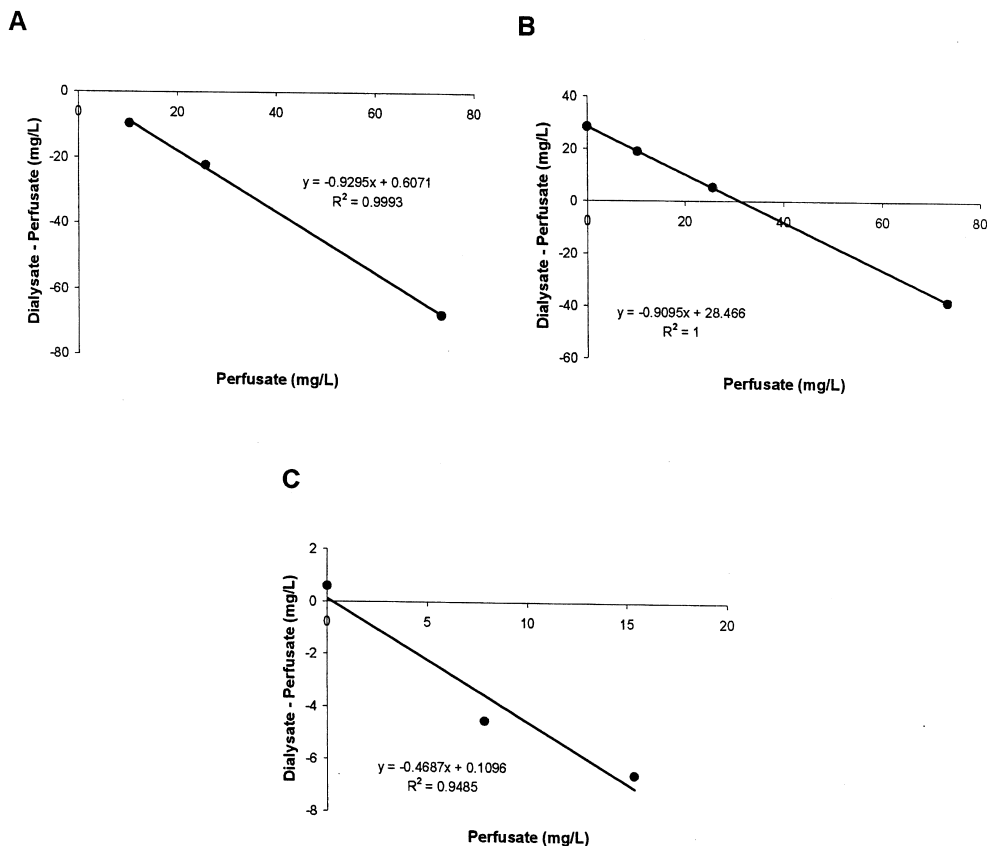 A
0
0
20
40
60
80
-20
-40
-60
-80
y = -0.9295x + 0.6071
R² = 0.9993
Dialysate - Perfusate (mg/L)
Perfusate (mg/L)
B
40
20
0
0
20
40
60
80
-20
-40
-60
y = -0.9095x + 28.466
R² = 1
Dialysate - Perfusate (mg/L)
Perfusate (mg/L)
C
2
0
0
5
10
15
20
-2
-4
-6
-8
y = -0.4687x + 0.1096
R² = 0.9485
Dialysate - Perfusate (mg/L)
Perfusate (mg/L)